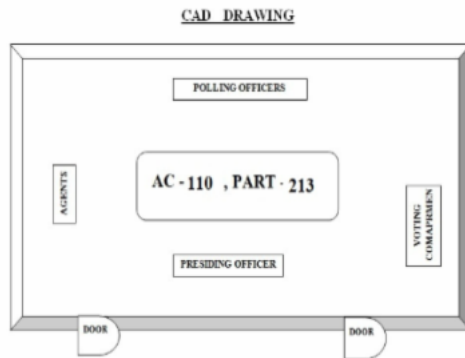 CAD DRAWING
POLLING OFFICERS
AGENTS
AC - 110 , PART - 213
VOTING
COMAPRMEN
PRESIDING OFFICER
DOOR
DOOR